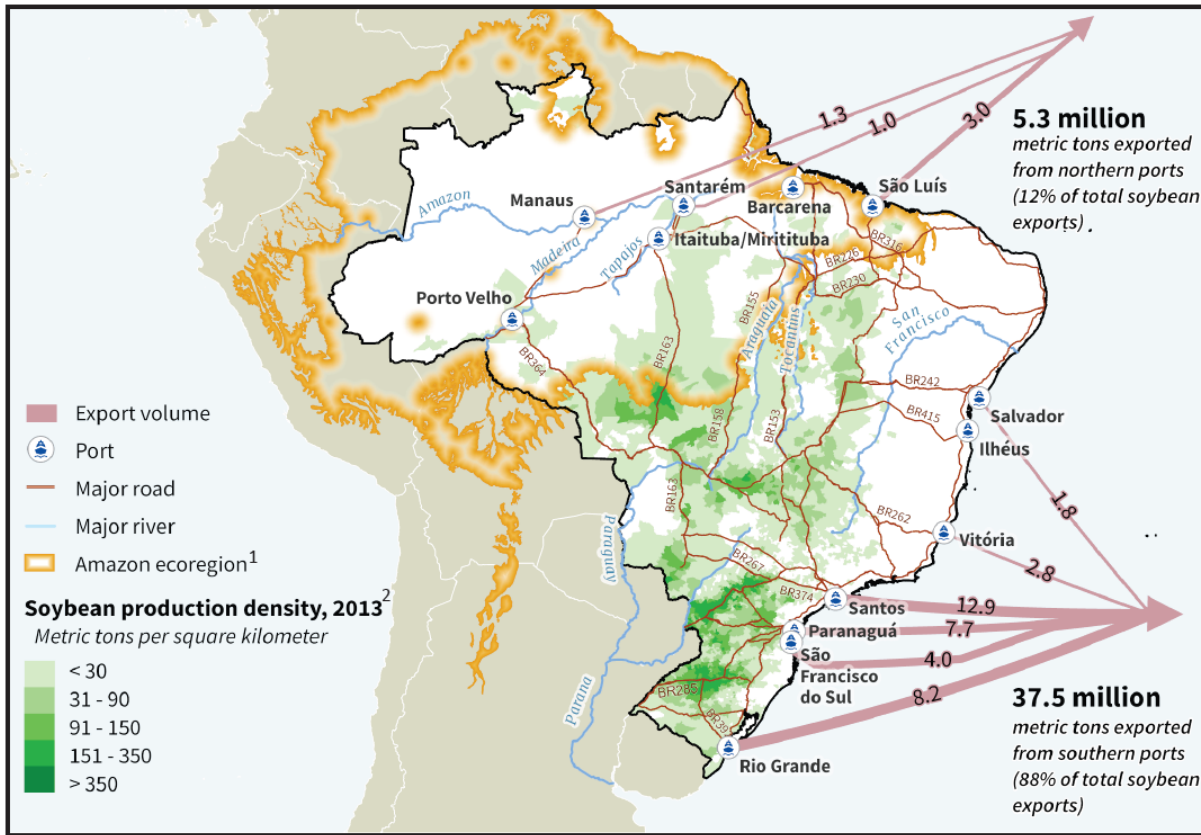 1.3
1.0
3.0
5.3 million
metric tons exported
from northern ports
(12% of total soybean
exports) .
Santarém
São Luís
Manaus
Barcarena
Amazon
Madeira
Tapajos
Itaituba/Miritituba
BR316
BR226
BR230
Porto Velho
BR155
Araguaia
Tocantins
San
Francisco
BR364
BR163
BR242
BR415
Salvador
Ilhéus
BR158
BR153
Export volume
Port
Major road
Major river
Amazon ecoregion1
BR163
BR262
Vitória
1.8
2.8
Paraguay
BR267
BR374
Santos
12.9
Paranaguá
7.7
São
Francisco
do Sul
4.0
8.2
Parana
BR285
BR39
Rio Grande
Soybean production density, 20132
Metric tons per square kilometer
< 30
31 - 90
91 - 150
151 - 350
> 350
37.5 million
metric tons exported
from southern ports
(88% of total soybean
exports)